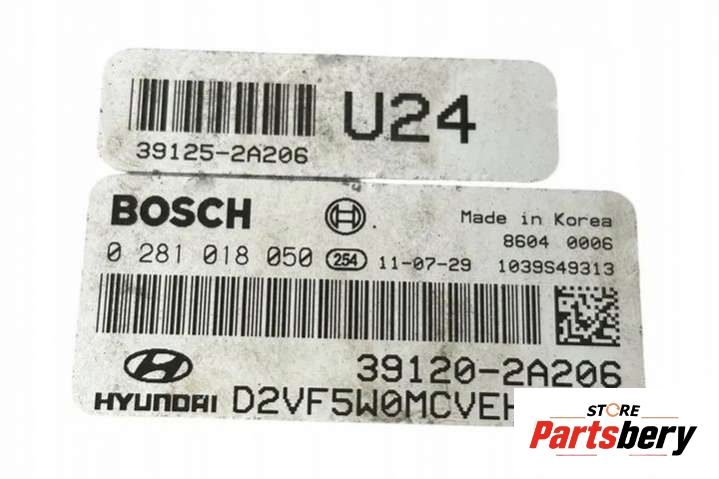 U24
39125-2A206
BOSCH
Made in Korea
8604 0006
0 281 018 050 254 11-07-29 1039S49313
39120-2A206
HYUNDAI D2VF5W0MCVEH
STORE
Partsbery